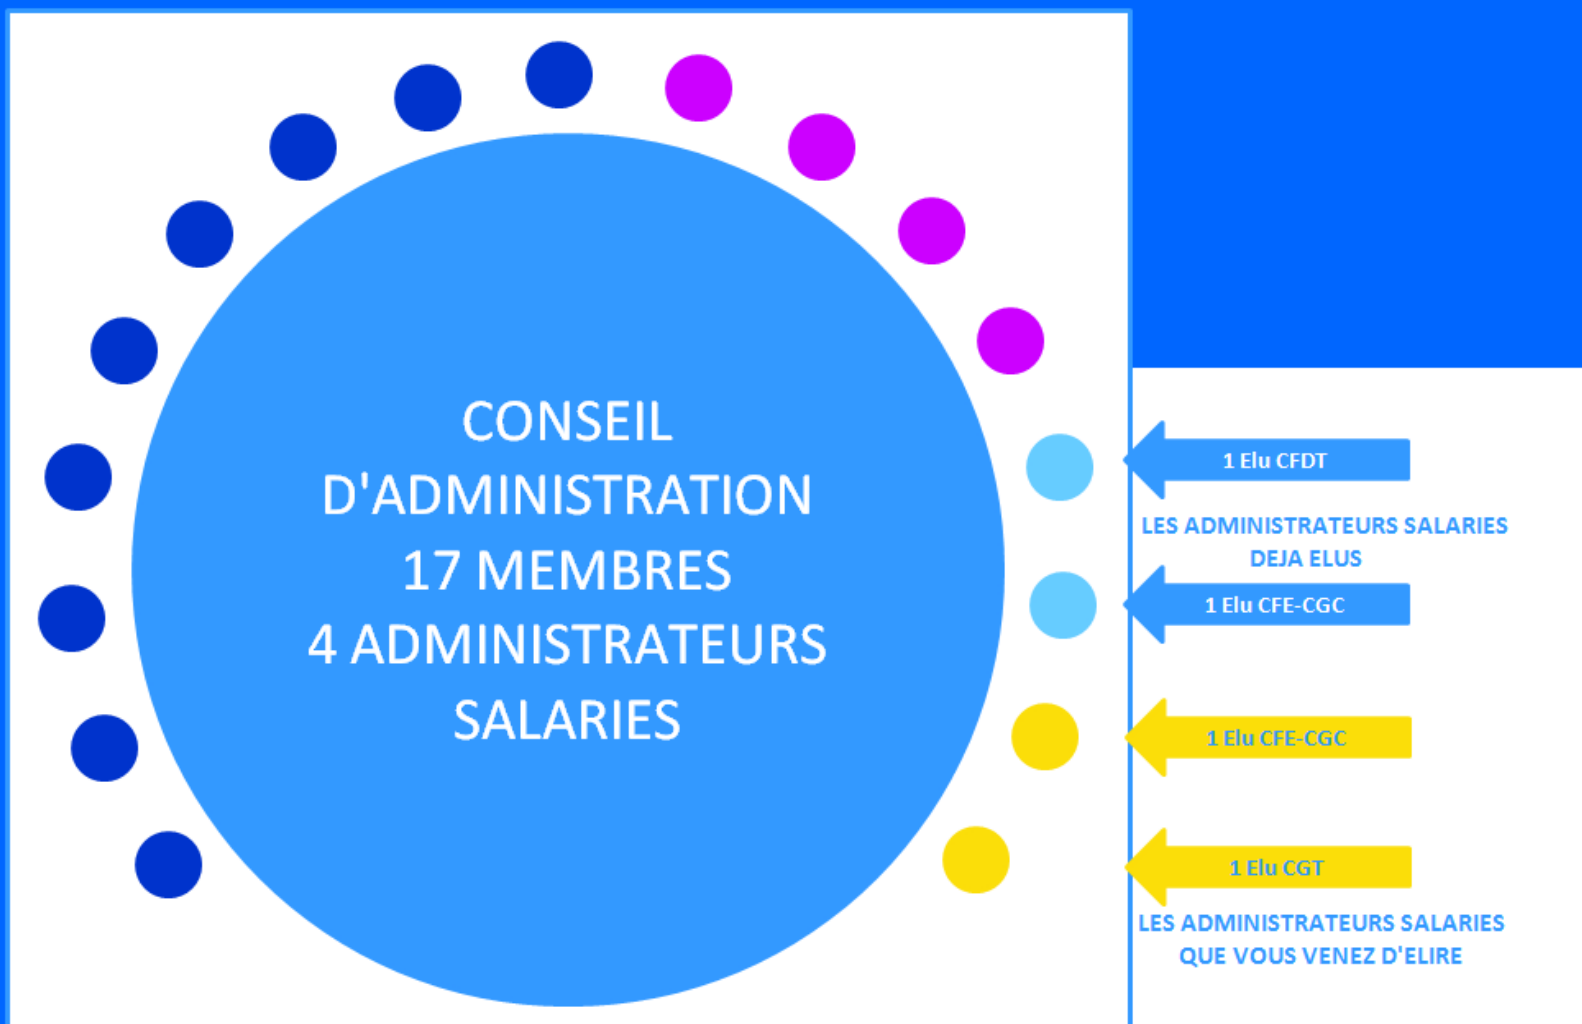 CONSEIL
D'ADMINISTRATION
17 MEMBRES
4 ADMINISTRATEURS
SALARIES
1 Elu CFDT
LES ADMINISTRATEURS SALARIES
DEJA ELUS
1 Elu CFE-CGC
1 Elu CFE-CGC
1 Elu CGT
LES ADMINISTRATEURS SALARIES
QUE VOUS VENEZ D'ELIRE